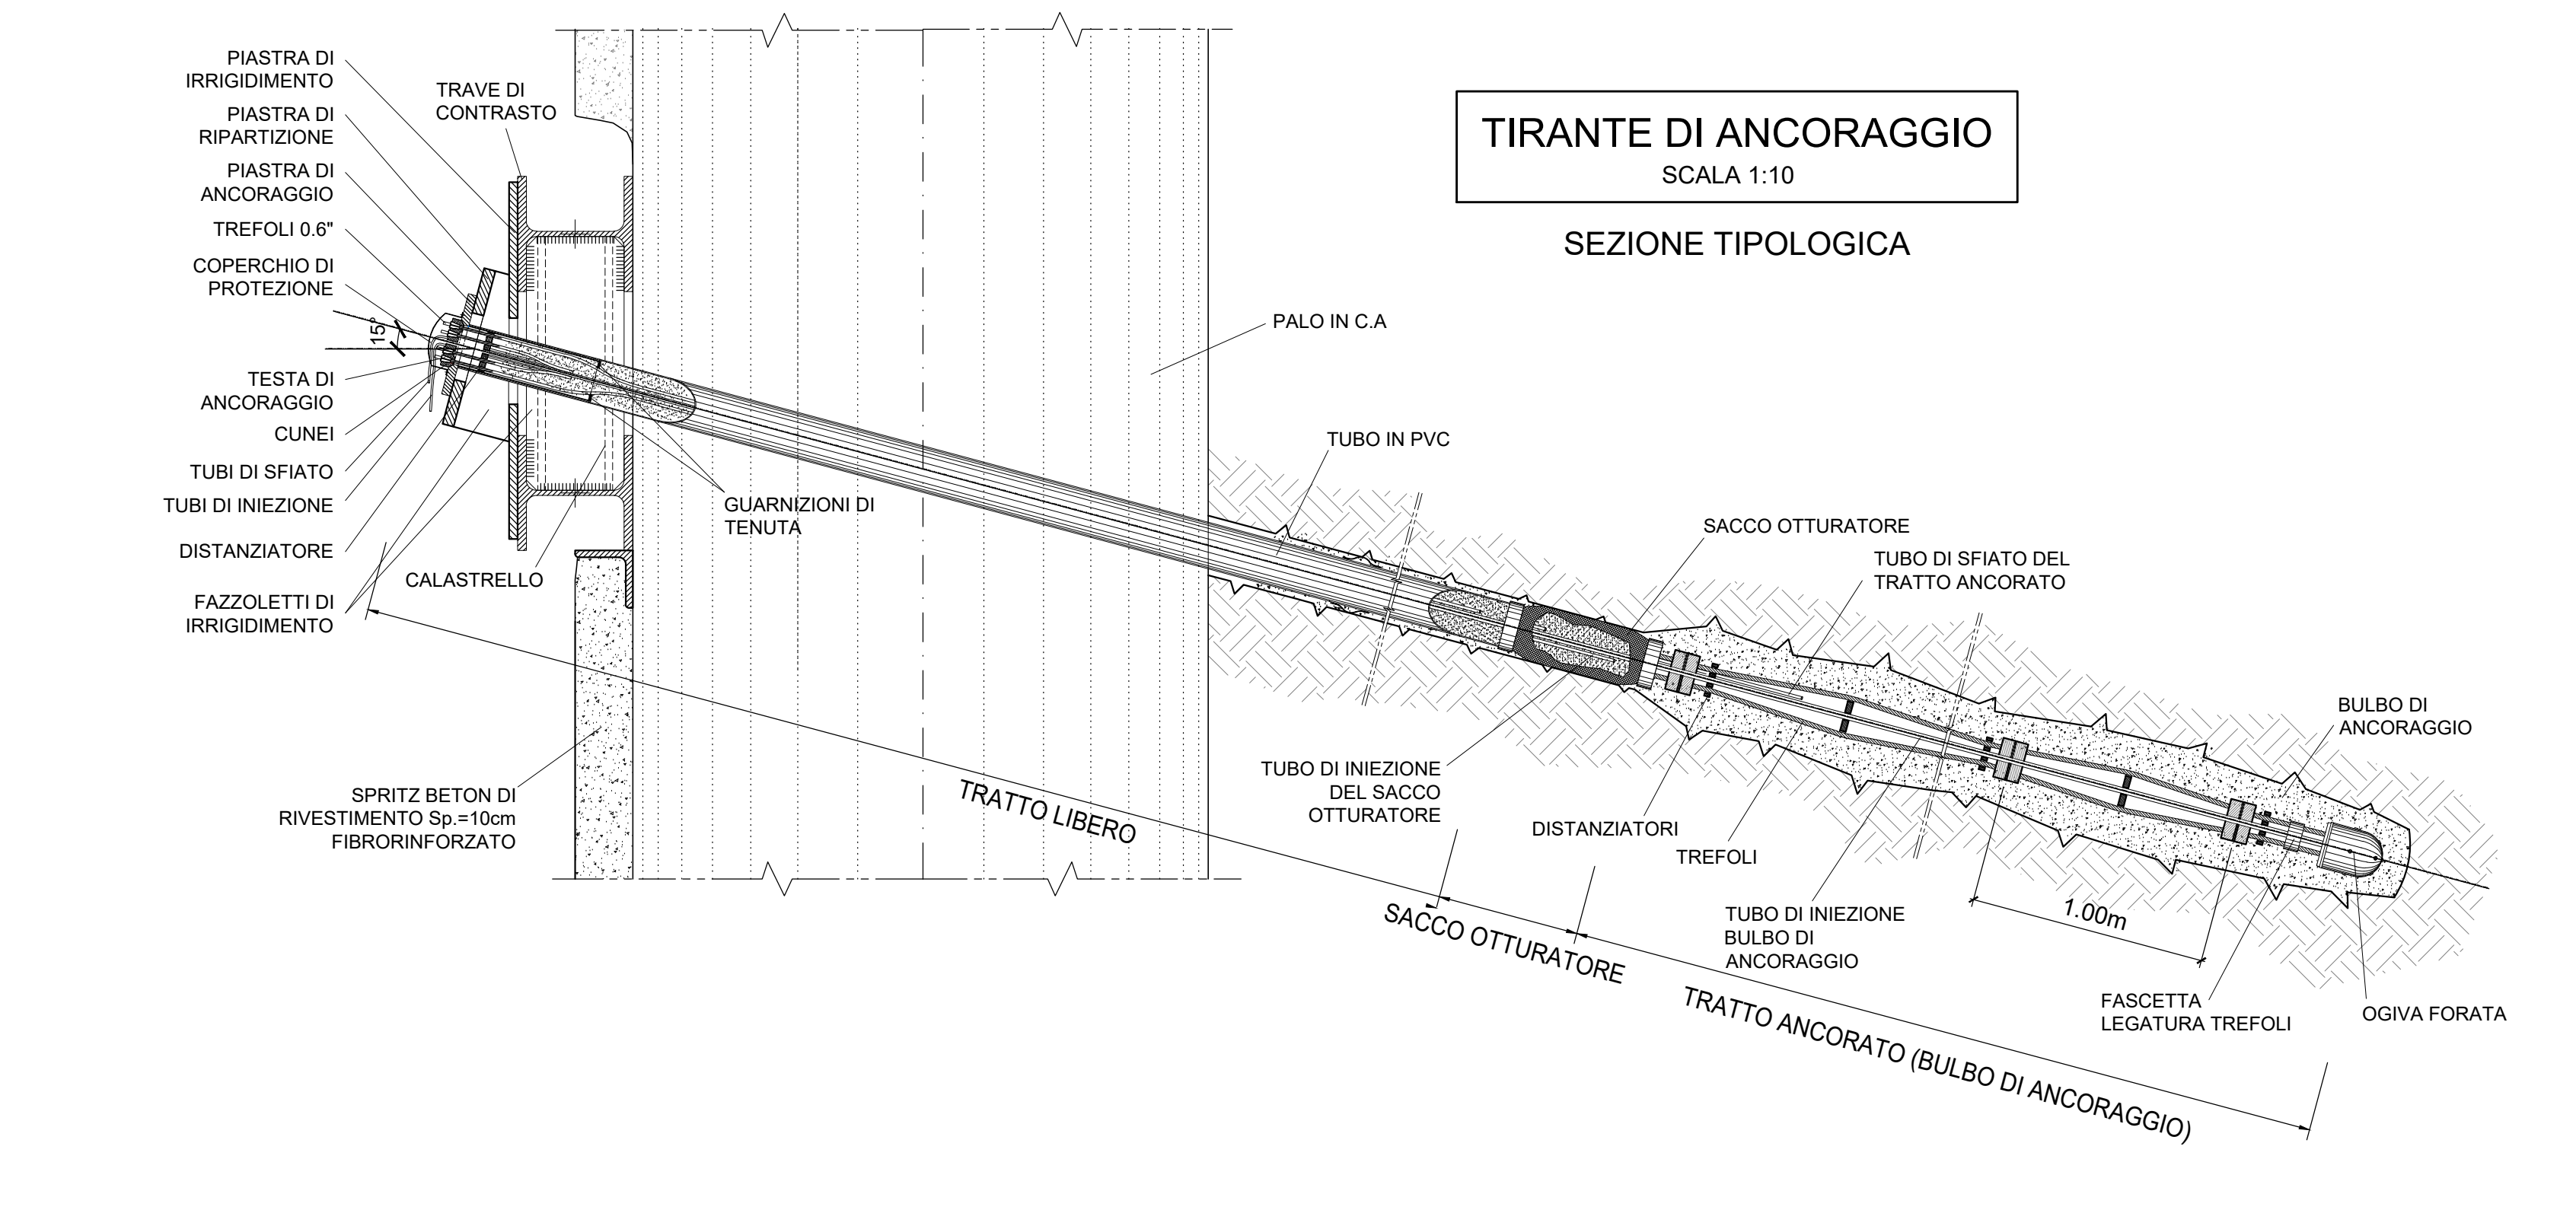 TIRANTE DI ANCORAGGIO
SCALA 1:10
SEZIONE TIPOLOGICA
PIASTRA DI
IRRIGIDIMENTO
PIASTRA DI
RIPARTIZIONE
PIASTRA DI
ANCORAGGIO
TREFOLI 0.6"
COPERCHIO DI
PROTEZIONE
15°
TESTA DI
ANCORAGGIO
CUNEI
TUBI DI SFIATO
TUBI DI INIEZIONE
DISTANZIATORE
FAZZOLETTI DI
IRRIGIDIMENTO
TRAVE DI
CONTRASTO
CALASTRELLO
GUARNIZIONI DI
TENUTA
SPRITZ BETON DI
RIVESTIMENTO Sp.=10cm
FIBRORINFORZATO
PALO IN C.A
TUBO IN PVC
SACCO OTTURATORE
TUBO DI SFIATO DEL
TRATTO ANCORATO
BULBO DI
ANCORAGGIO
TUBO DI INIEZIONE
DEL SACCO
OTTURATORE
DISTANZIATORI
TREFOLI
TUBO DI INIEZIONE
BULBO DI
ANCORAGGIO
1.00m
FASCETTA
LEGATURA TREFOLI
OGIVA FORATA
TRATTO LIBERO
SACCO OTTURATORE
TRATTO ANCORATO (BULBO DI ANCORAGGIO)